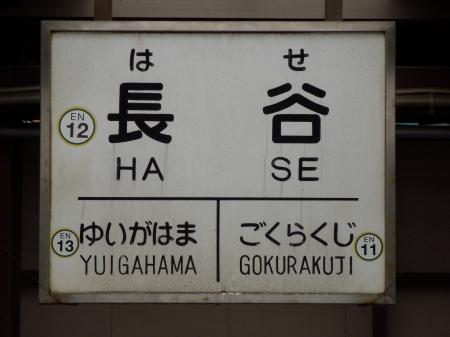 は せ
EN 12 長谷
HA SE
EN 13 ゆいがはま ごくらくじ EN 11
YUIGAHAMA GOKURAKUJI